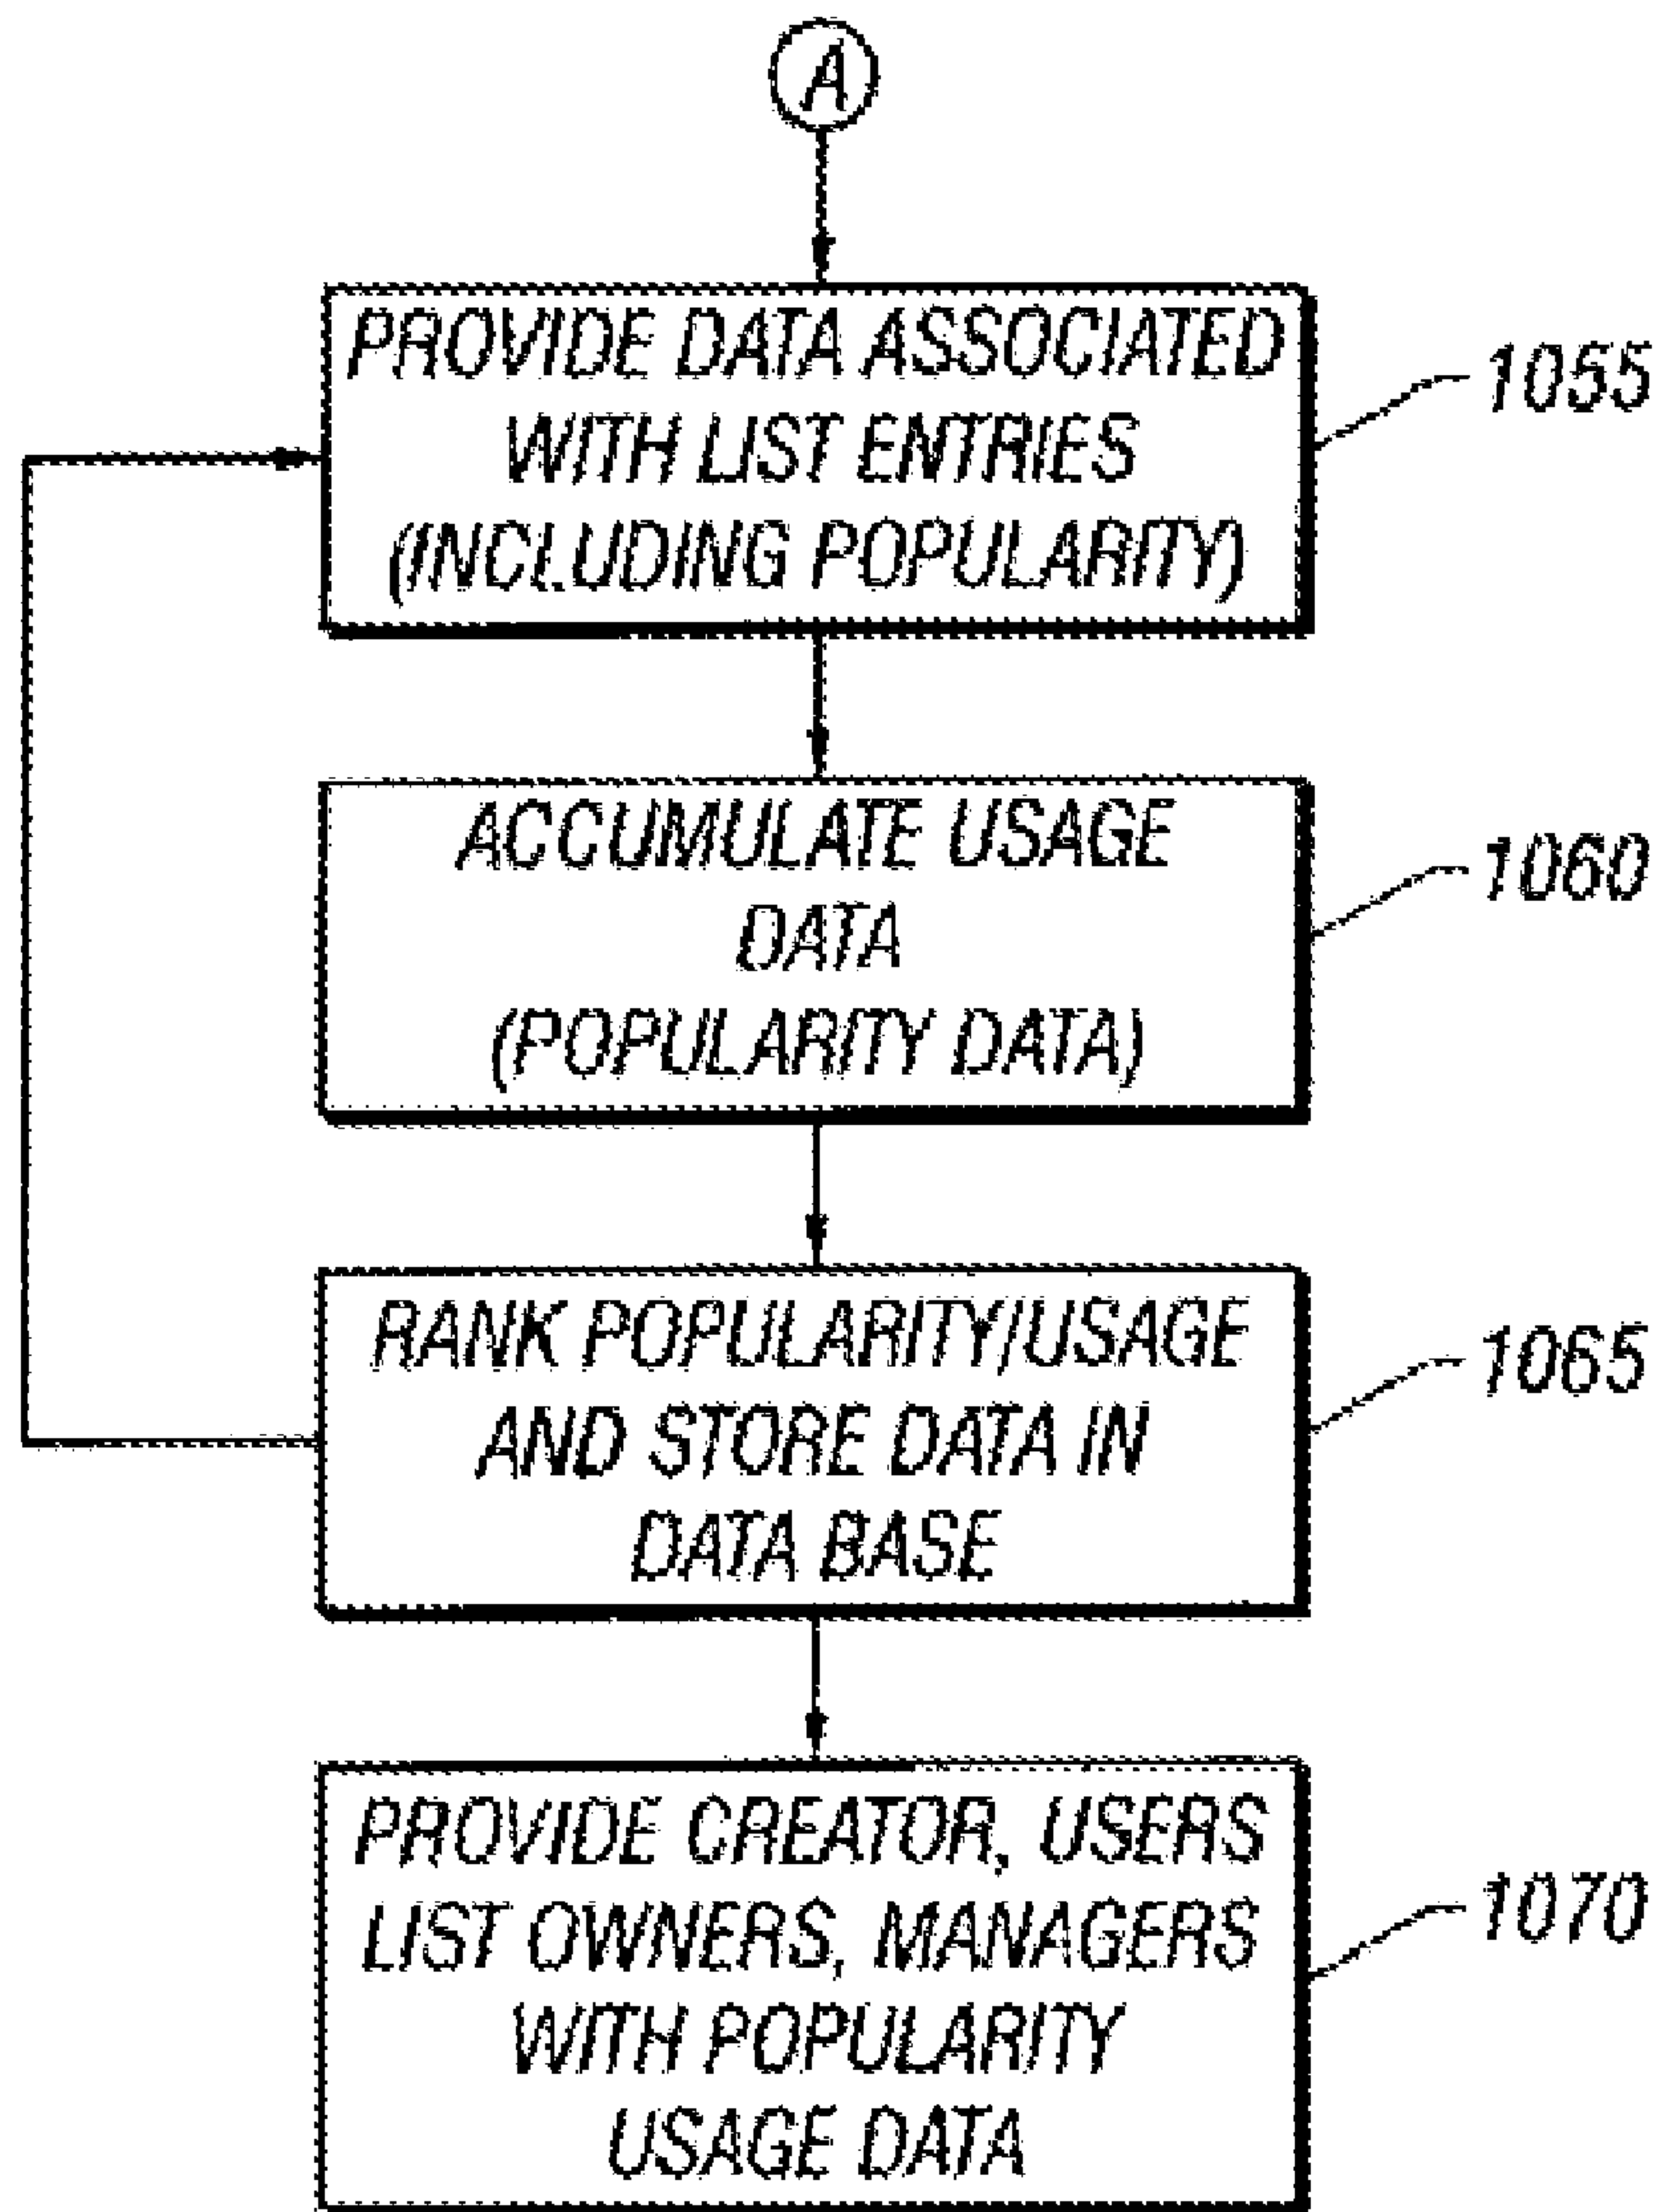 A
PROVIDE DATA ASSOCIATED
WITH LIST ENTRIES
(INCLUDING POPULARITY)
1055
ACCUMULATE USAGE
DATA
(POPULARITY DATA)
1060
RANK POPULARITY/USAGE
AND STORE DATA IN
DATA BASE
1065
PROVIDE CREATOR, USERS
LIST OWNERS, MANAGERS
WITH POPULARITY
USAGE DATA
1070